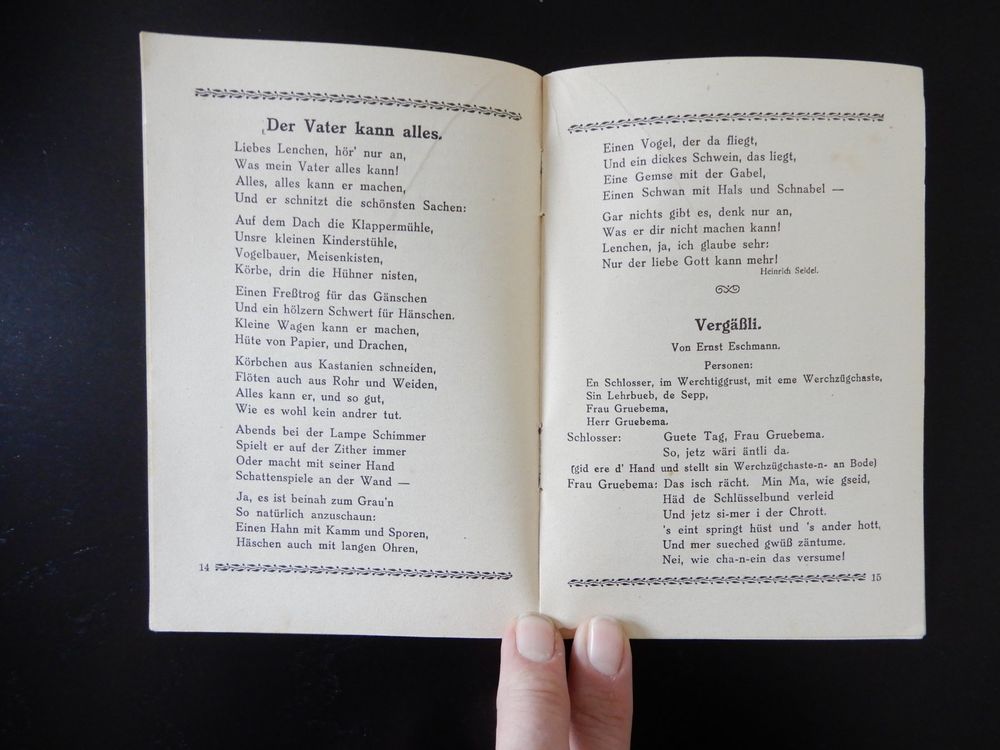 Der Vater kann alles.
Liebes Lenchen, hör' nur an,
Was mein Vater alles kann!
Alles, alles kann er machen,
Und er schnitzt die schönsten Sachen:
Auf dem Dach die Klappermühle,
Unsre kleinen Kinderstühle,
Vogelbauer, Meisenkisten,
Körbe, drin die Hühner nisten,
Einen Freßtrog für das Gänschen
Und ein hölzern Schwert für Hänschen.
Kleine Wagen kann er machen,
Hüte von Papier, und Drachen,
Körbchen aus Kastanien schneiden,
Flöten auch aus Rohr und Weiden,
Alles kann er, und so gut,
Wie es wohl kein andrer tut.
Abends bei der Lampe Schimmer
Spielt er auf der Zither immer
Oder macht mit seiner Hand
Schattenspiele an der Wand —
Ja, es ist beinah zum Grau'n
So natürlich anzuschaun:
Einen Hahn mit Kamm und Sporen,
Häschen auch mit langen Ohren,
14
Einen Vogel, der da fliegt,
Und ein dickes Schwein, das liegt,
Eine Gemse mit der Gabel,
Einen Schwan mit Hals und Schnabel —
Gar nichts gibt es, denk nur an,
Was er dir nicht machen kann!
Lenchen, ja, ich glaube sehr:
Nur der liebe Gott kann mehr!
Heinrich Seidel.
Vergäßli.
Von Ernst Eschmann.
Personen:
En Schlosser, im Werchtiggrust, mit eme Werchzügchaste,
Sin Lehrbueb, de Sepp,
Frau Gruebema,
Herr Gruebema.
Schlosser: Guete Tag, Frau Gruebema.
So, jetz wäri äntli da.
(gid ere d' Hand und stellt sin Werchzügchaste-n- an Bode)
Frau Gruebema: Das isch rächt. Min Ma, wie gseid,
Häd de Schlüsselbund verleid
Und jetz si-mer i der Chrott.
's eint springt hüst und 's ander hott,
Und mer sueched gwüß zäntume.
Nei, wie cha-n-ein das versume!
15